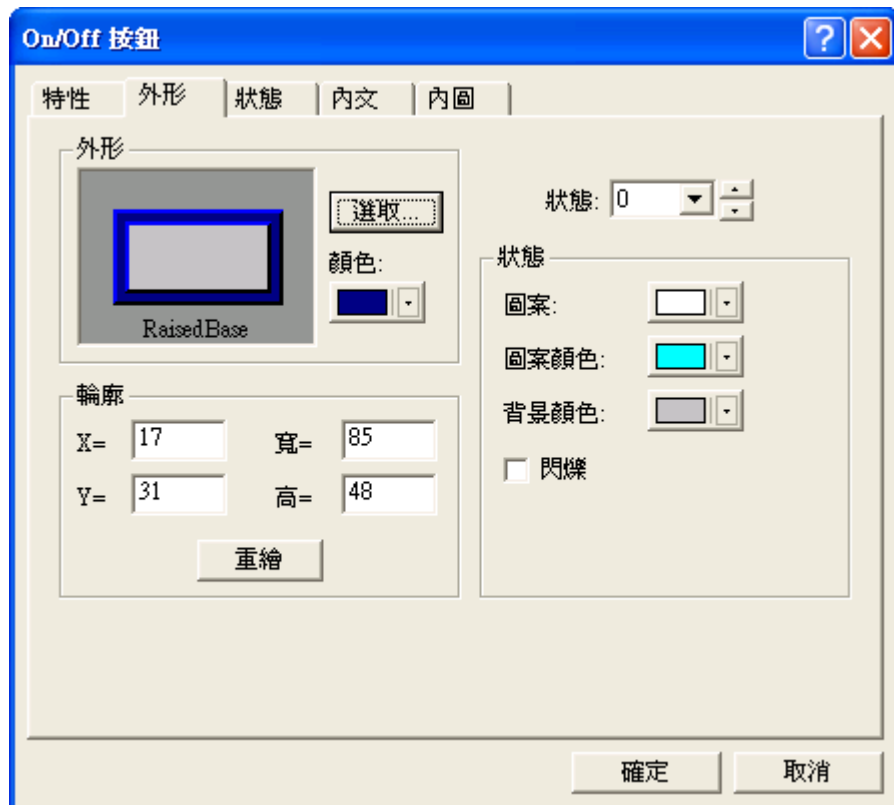 On/Off 按鈕
特性 外形 狀態 內文 內圖
外形
選取...
顏色:
RaisedBase
狀態: 0
狀態
圖案:
圖案顏色:
背景顏色:
閃爍
輪廓
X= 17 寬= 85
Y= 31 高= 48
重繪
確定 取消